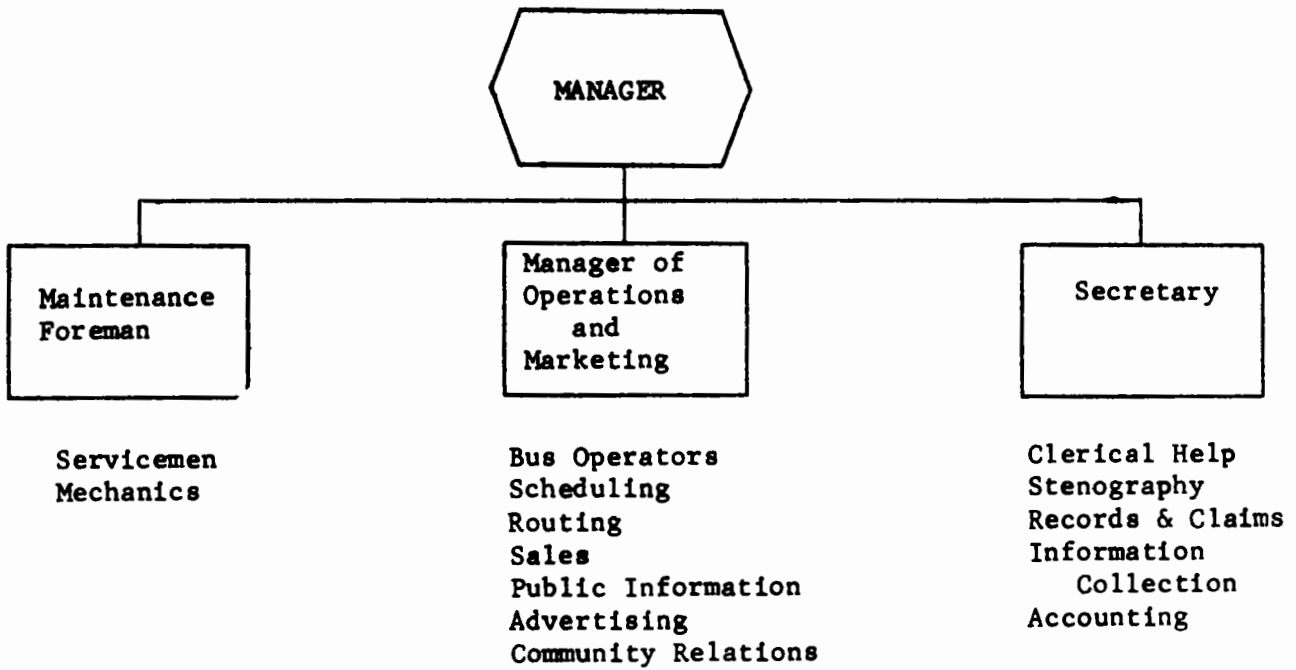 MANAGER
Maintenance
Foreman
Manager of
Operations
and
Marketing
Secretary
Servicemen
Mechanics
Bus Operators
Scheduling
Routing
Sales
Public Information
Advertising
Community Relations
Clerical Help
Stenography
Records & Claims
Information
Collection
Accounting